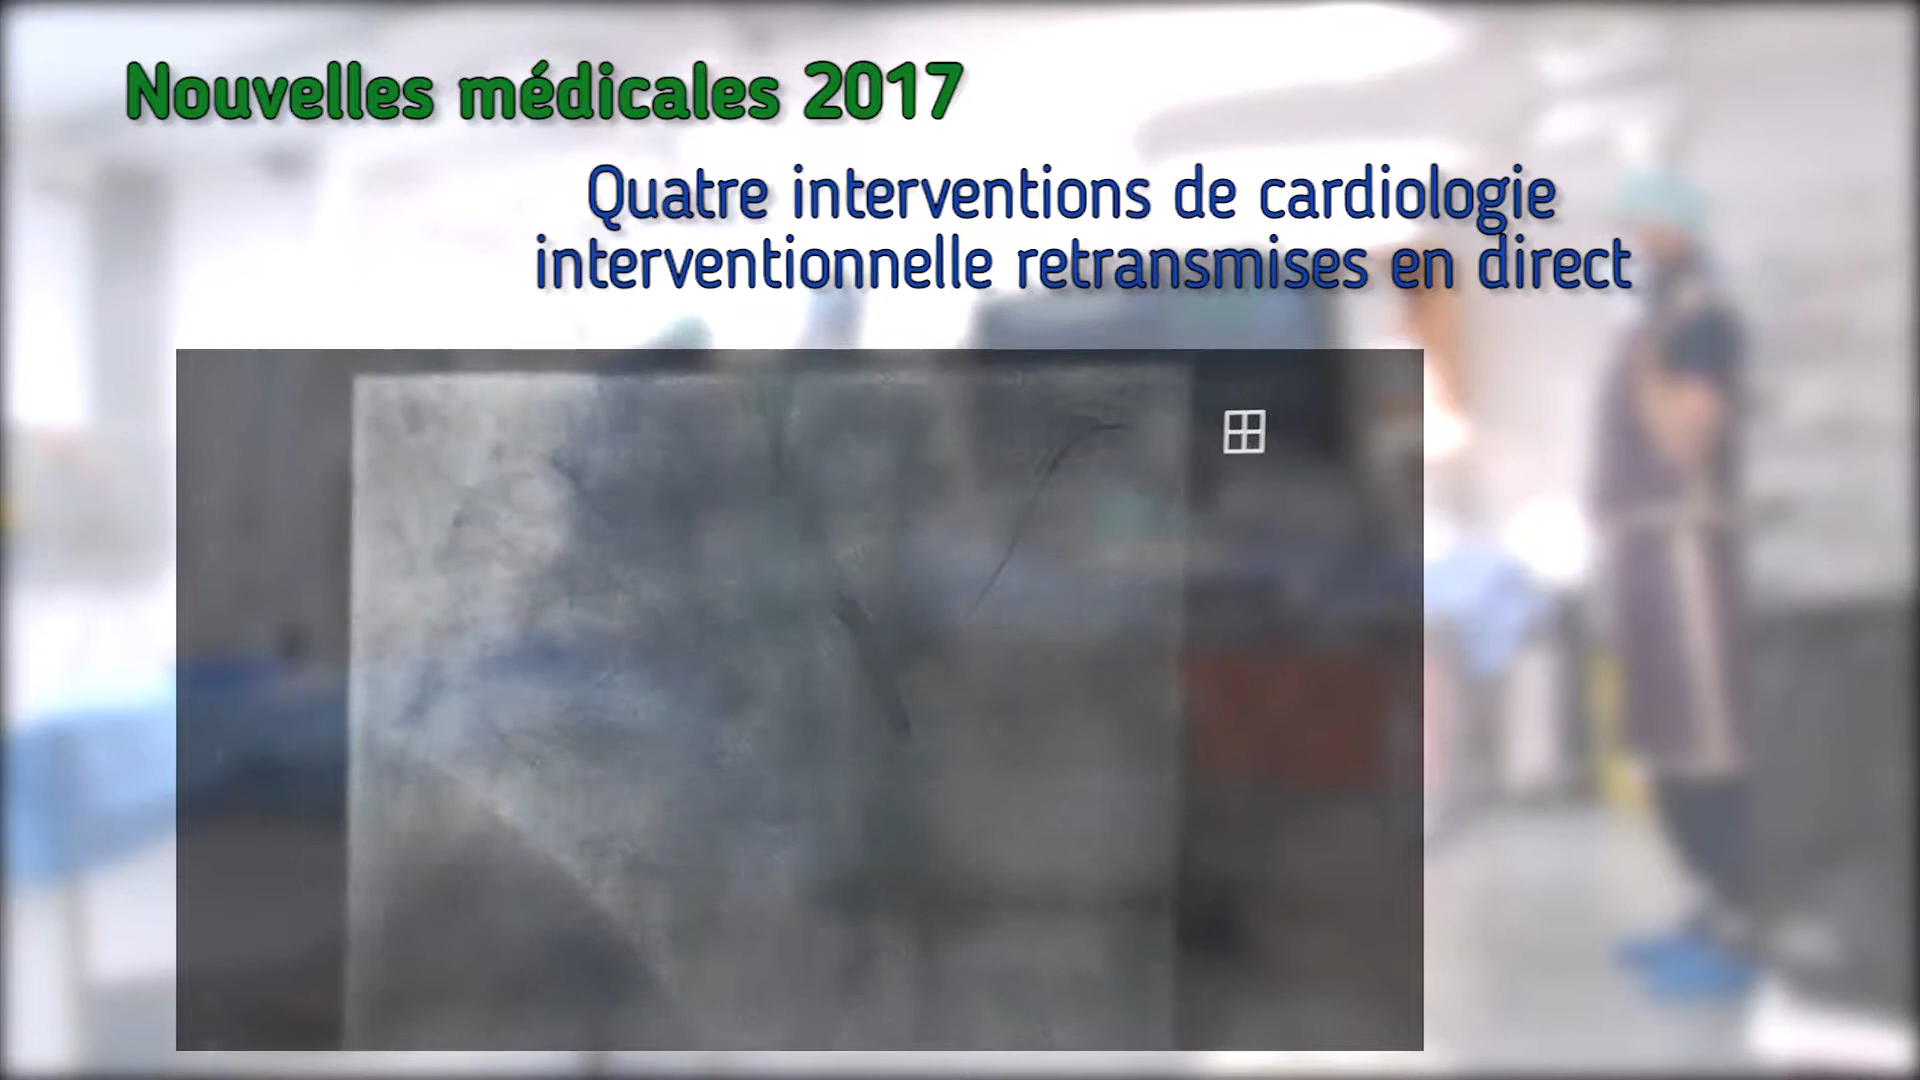 Nouvelles médicales 2017
Quatre interventions de cardiologie
interventionnelle retransmises en direct